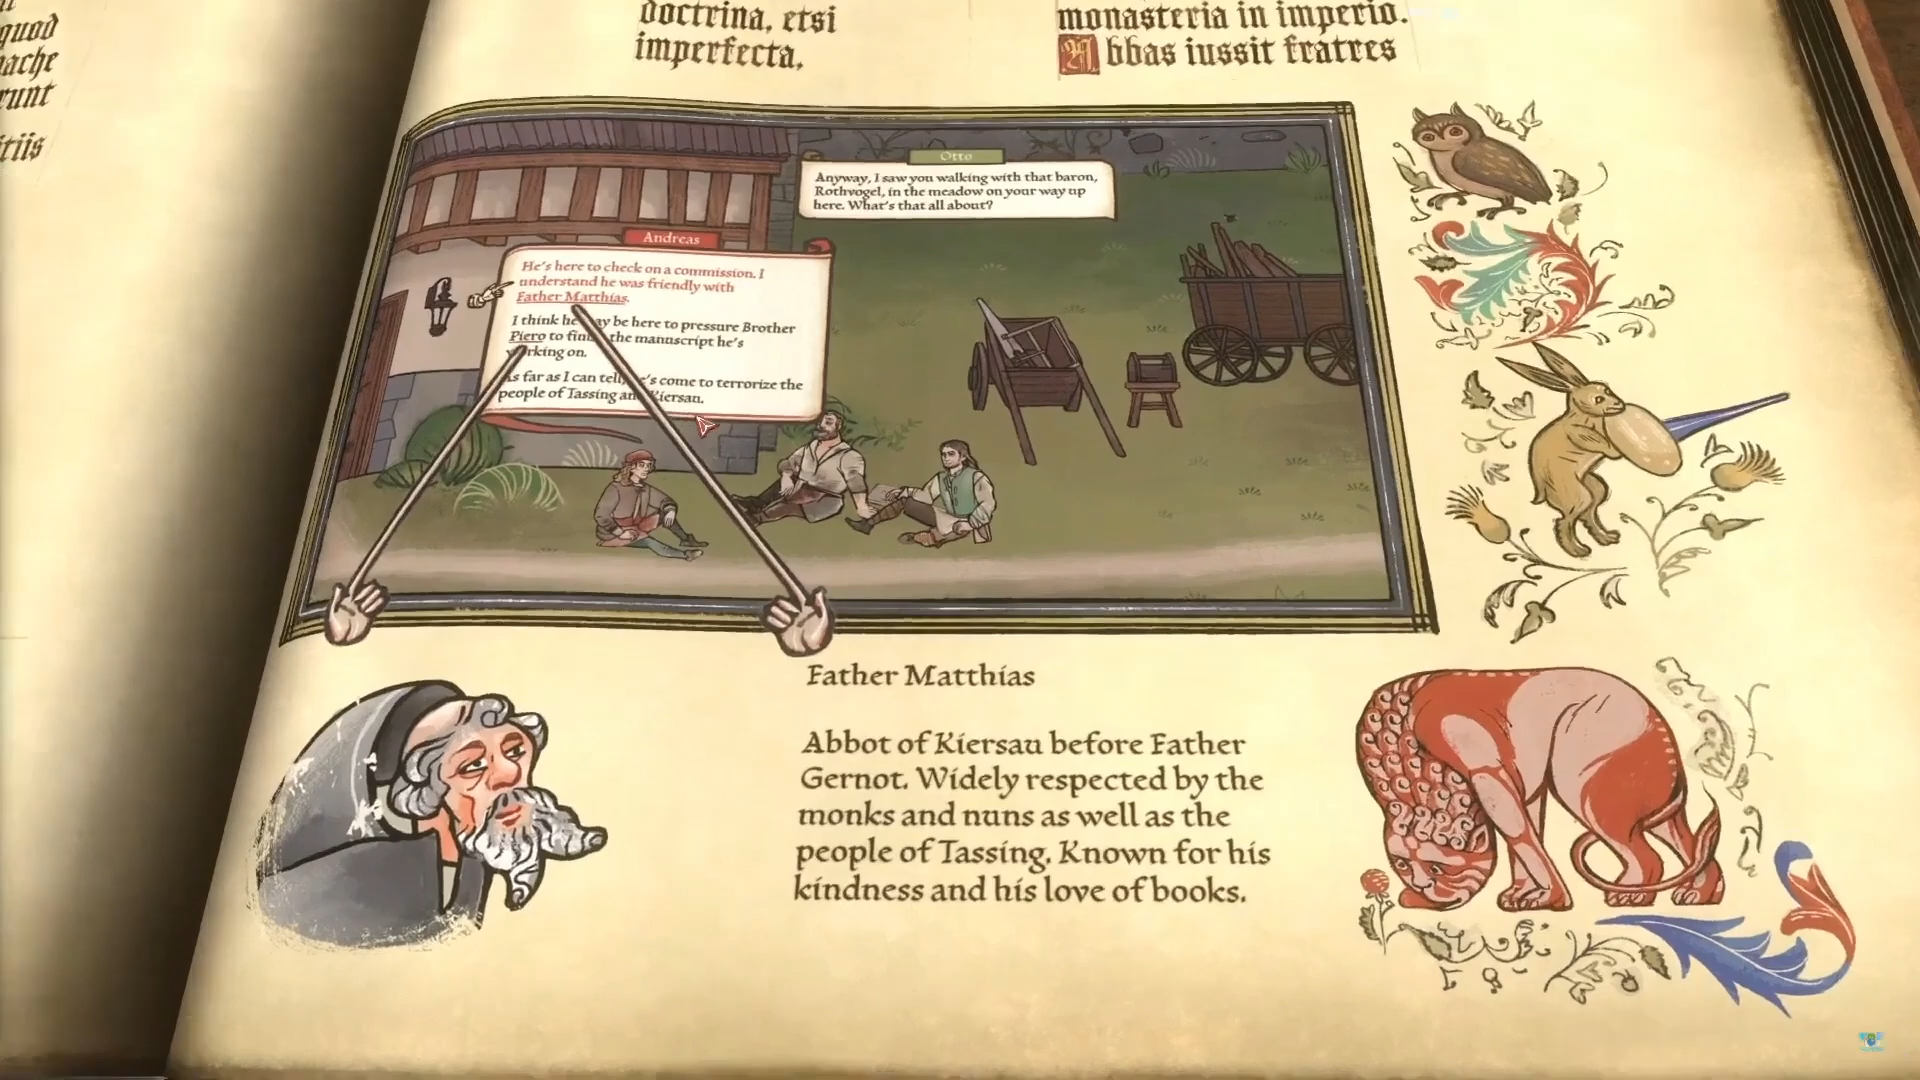 quod
ache
runt
tiis
doctrina, etsi
imperfecta,
monasteria in imperio.
Abbas iussit fratres
Otto
Anyway, I saw you walking with that baron,
Rothvogel, in the meadow on your way up
here. What's that all about?
Andreas
He's here to check on a commission. I
understand he was friendly with
Father Matthias.
I think he may be here to pressure Brother
Piero to finish the manuscript he's
working on.
As far as I can tell, he's come to terrorize the
people of Tassing and Kiersau.
Father Matthias
Abbot of Kiersau before Father
Gernot. Widely respected by the
monks and nuns as well as the
people of Tassing. Known for his
kindness and his love of books.